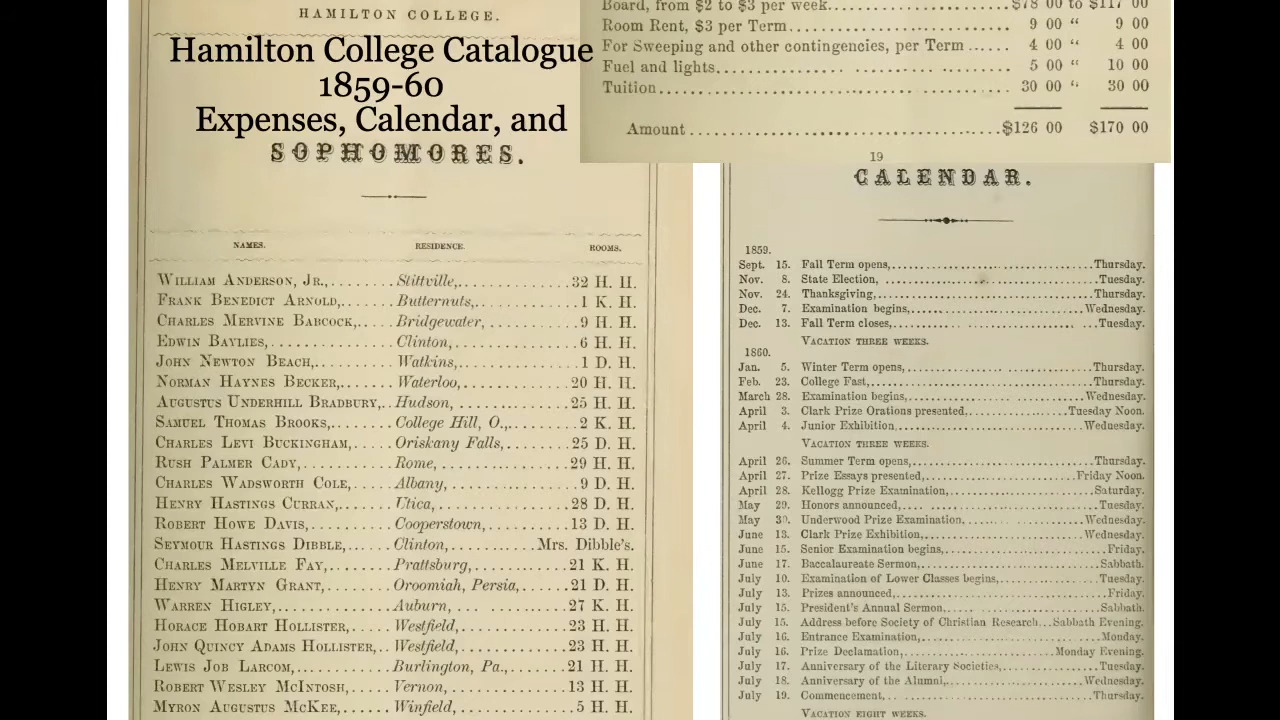 HAMILTON COLLEGE.
Hamilton College Catalogue
1859-60
Expenses, Calendar, and
SOPHOMORES.
NAMES. RESIDENCE. ROOMS.
WILLIAM ANDERSON, JR.,........Stittville,..............32 H. H.
FRANK BENEDICT ARNOLD,.......Butternuts,............1 K. H.
CHARLES MERVINE BABCOCK,.....Bridgewater,...........9 H. H.
EDWIN BAYLIES,................Clinton,................6 H. H.
JOHN NEWTON BEACH,...........Watkins,...............1 D. H.
NORMAN HAYNES BECKER,........Waterloo,.............20 H. H.
AUGUSTUS UNDERHILL BRADBURY,..Hudson,..............25 H. H.
SAMUEL THOMAS BROOKS,........College Hill, O.,.......2 K. H.
CHARLES LEVI BUCKINGHAM,.....Oriskany Falls,........25 D. H.
RUSH PALMER CADY,............Rome,.................29 H. H.
CHARLES WADSWORTH COLE,.....Albany,................9 D. H.
HENRY HASTINGS CURRAN,.......Utica,................28 D. H.
ROBERT HOWE DAVIS,...........Cooperstown,..........13 D. H.
SEYMOUR HASTINGS DIBBLE,......Clinton,..........Mrs. Dibble's.
CHARLES MELVILLE FAY,.........Prattsburg,...........21 K. H.
HENRY MARTYN GRANT,.........Oroomiah, Persia,......21 D. H.
WARREN HIGLEY,..............Auburn,...............27 K. H.
HORACE HOBART HOLLISTER,.....Westfield,.............23 H. H.
JOHN QUINCY ADAMS HOLLISTER,..Westfield,.............23 H. H.
LEWIS JOB LARCOM,............Burlington, Pa.,.......21 H. H.
ROBERT WESLEY MCINTOSH,......Vernon,...............13 H. H.
MYRON AUGUSTUS MCKEE,.......Winfield,..............5 H. H.
Board, from $2 to $3 per week.....................$78 00 to $117 00
Room Rent, $3 per Term......................... 9 00 “ 9 00
For Sweeping and other contingencies, per Term...... 4 00 “ 4 00
Fuel and lights.................................. 5 00 “ 10 00
Tuition........................................ 30 00 “ 30 00
Amount.....................................$126 00 $170 00
19
CALENDAR.
1859.
Sept. 15. Fall Term opens,..................................Thursday.
Nov. 8. State Election, ..................................Tuesday.
Nov. 24. Thanksgiving,...................................Thursday.
Dec. 7. Examination begins,............................Wednesday.
Dec. 13. Fall Term closes,................................Tuesday.
VACATION THREE WEEKS.
1860.
Jan. 5. Winter Term opens,..............................Thursday.
Feb. 23. College Fast,....................................Thursday.
March 28. Examination begins,............................Wednesday.
April 3. Clark Prize Orations presented,.................Tuesday Noon.
April 4. Junior Exhibition,..............................Wednesday.
VACATION THREE WEEKS.
April 26. Summer Term opens,.............................Thursday.
April 27. Prize Essays presented,.........................Friday Noon.
April 28. Kellogg Prize Examination,.......................Saturday.
May 29. Honors announced,..............................Tuesday.
May 30. Underwood Prize Examination.....................Wednesday.
June 13. Clark Prize Exhibition,.........................Wednesday.
June 15. Senior Examination begins,........................Friday.
June 17. Baccalaureate Sermon,............................Sabbath.
July 10. Examination of Lower Classes begins,...............Tuesday.
July 13. Prizes announced,.................................Friday.
July 15. President's Annual Sermon,........................Sabbath.
July 15. Address before Society of Christian Research...Sabbath Evening.
July 16. Entrance Examination,............................Monday.
July 16. Prize Declamation,........................Monday Evening.
July 17. Anniversary of the Literary Societies,..............Tuesday.
July 18. Anniversary of the Alumni,.....................Wednesday.
July 19. Commencement,................................Thursday.
VACATION EIGHT WEEKS.